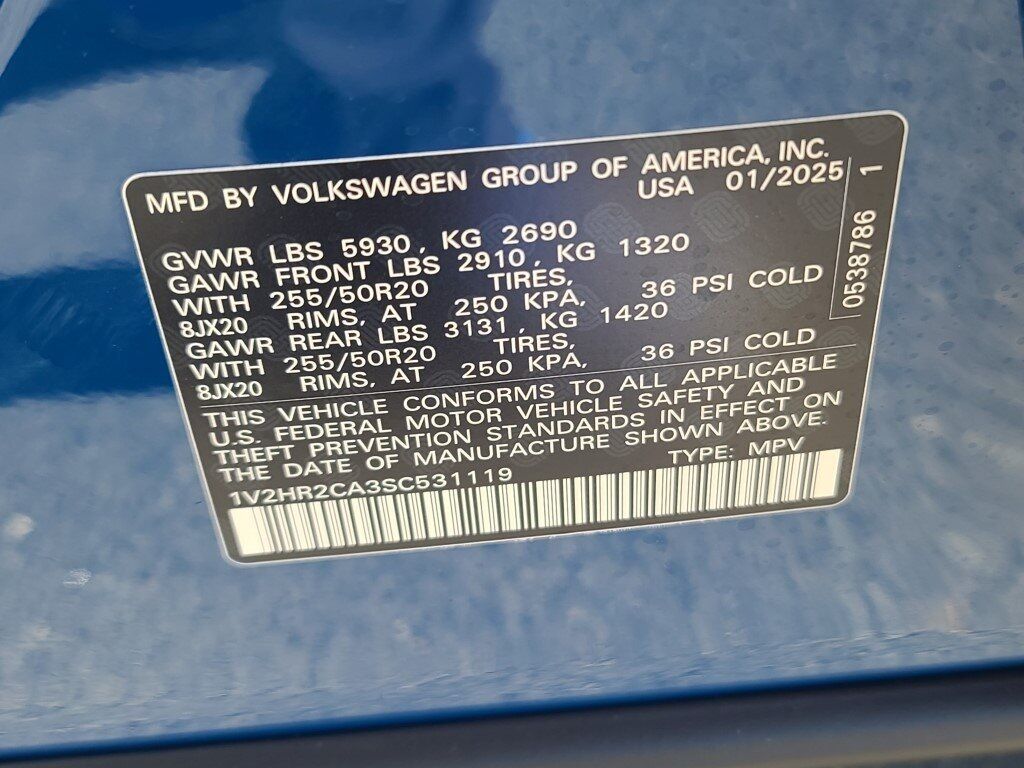 MFD BY VOLKSWAGEN GROUP OF AMERICA, INC.
USA 01/2025
GVWR LBS 5930, KG 2690
GAWR FRONT LBS 2910, KG 1320
WITH 255/50R20 TIRES,
8JX20 RIMS, AT 250 KPA, 36 PSI COLD
GAWR REAR LBS 3131, KG 1420
WITH 255/50R20 TIRES,
8JX20 RIMS, AT 250 KPA, 36 PSI COLD
THIS VEHICLE CONFORMS TO ALL APPLICABLE
U.S. FEDERAL MOTOR VEHICLE SAFETY AND
THEFT PREVENTION STANDARDS IN EFFECT ON
THE DATE OF MANUFACTURE SHOWN ABOVE.
1V2HR2CA3SC531119 TYPE: MPV
0538786 1